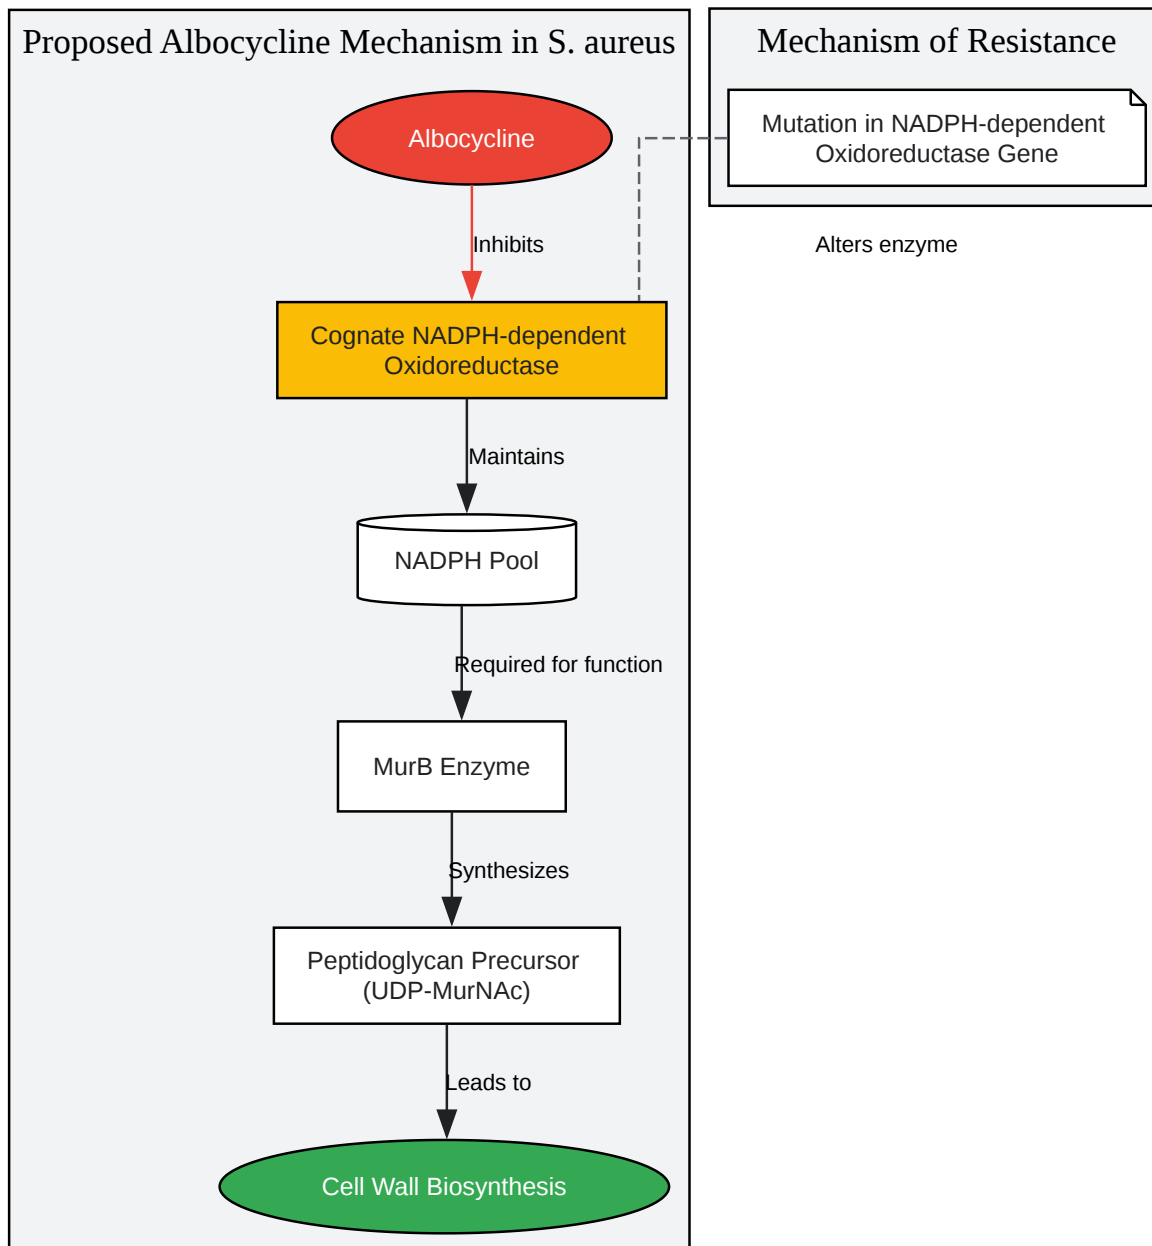 Proposed Albocycline Mechanism in S. aureus
Mechanism of Resistance
Albocycline
Mutation in NADPH-dependent
Oxidoreductase Gene
Inhibits
Alters enzyme
Cognate NADPH-dependent
Oxidoreductase
Maintains
NADPH Pool
Required for function
MurB Enzyme
Synthesizes
Peptidoglycan Precursor
(UDP-MurNAc)
Leads to
Cell Wall Biosynthesis